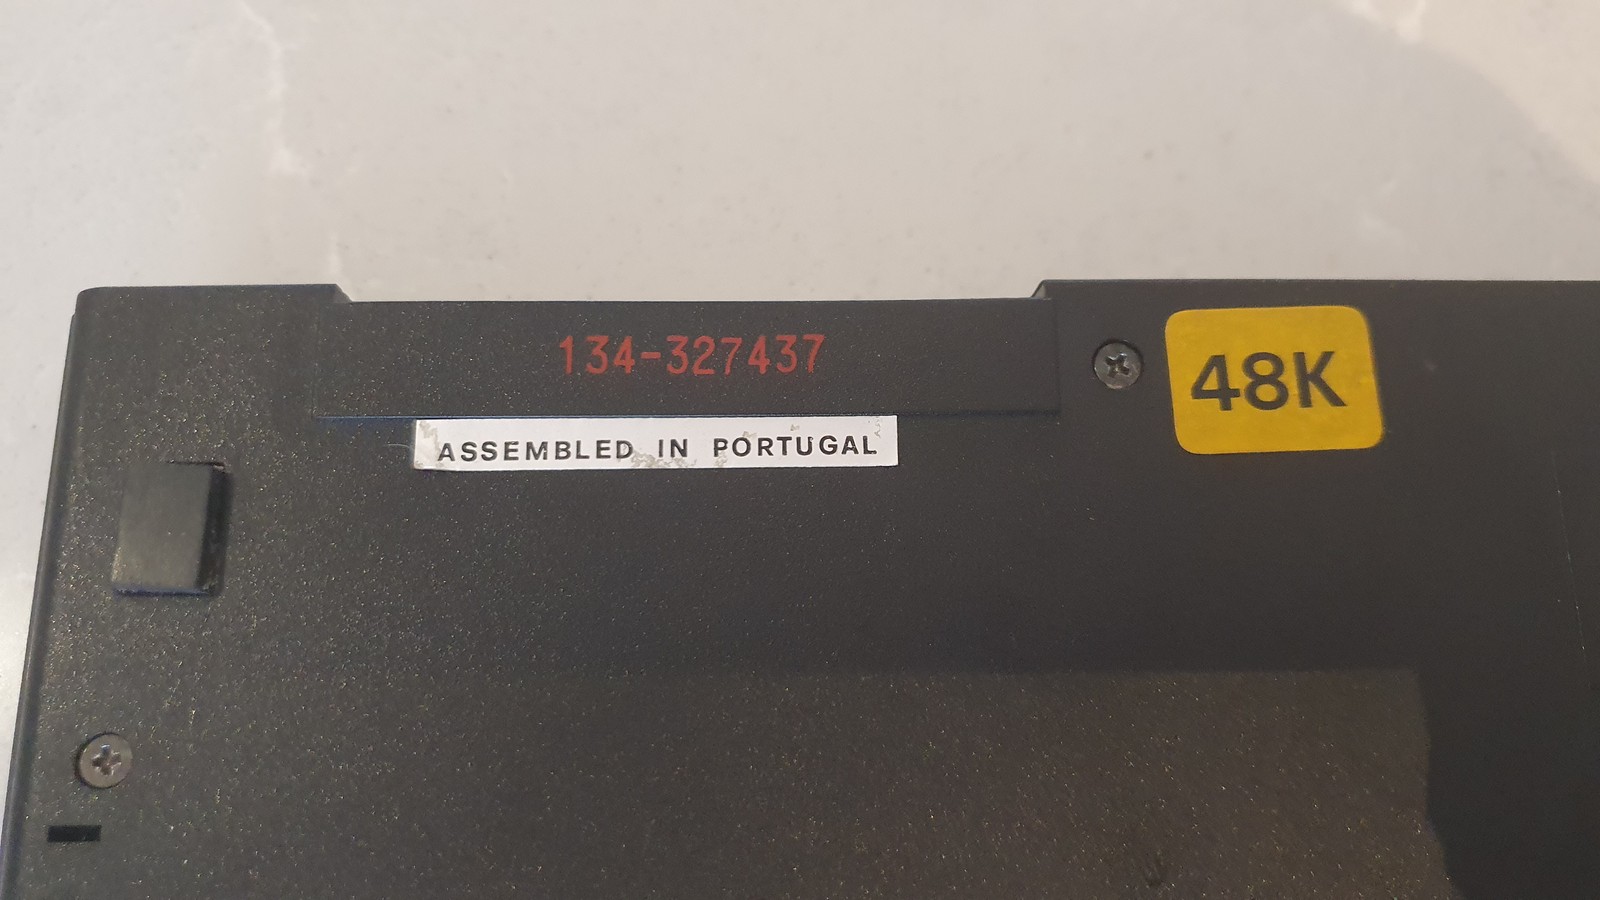 134-327437
48K
ASSEMBLED IN PORTUGAL